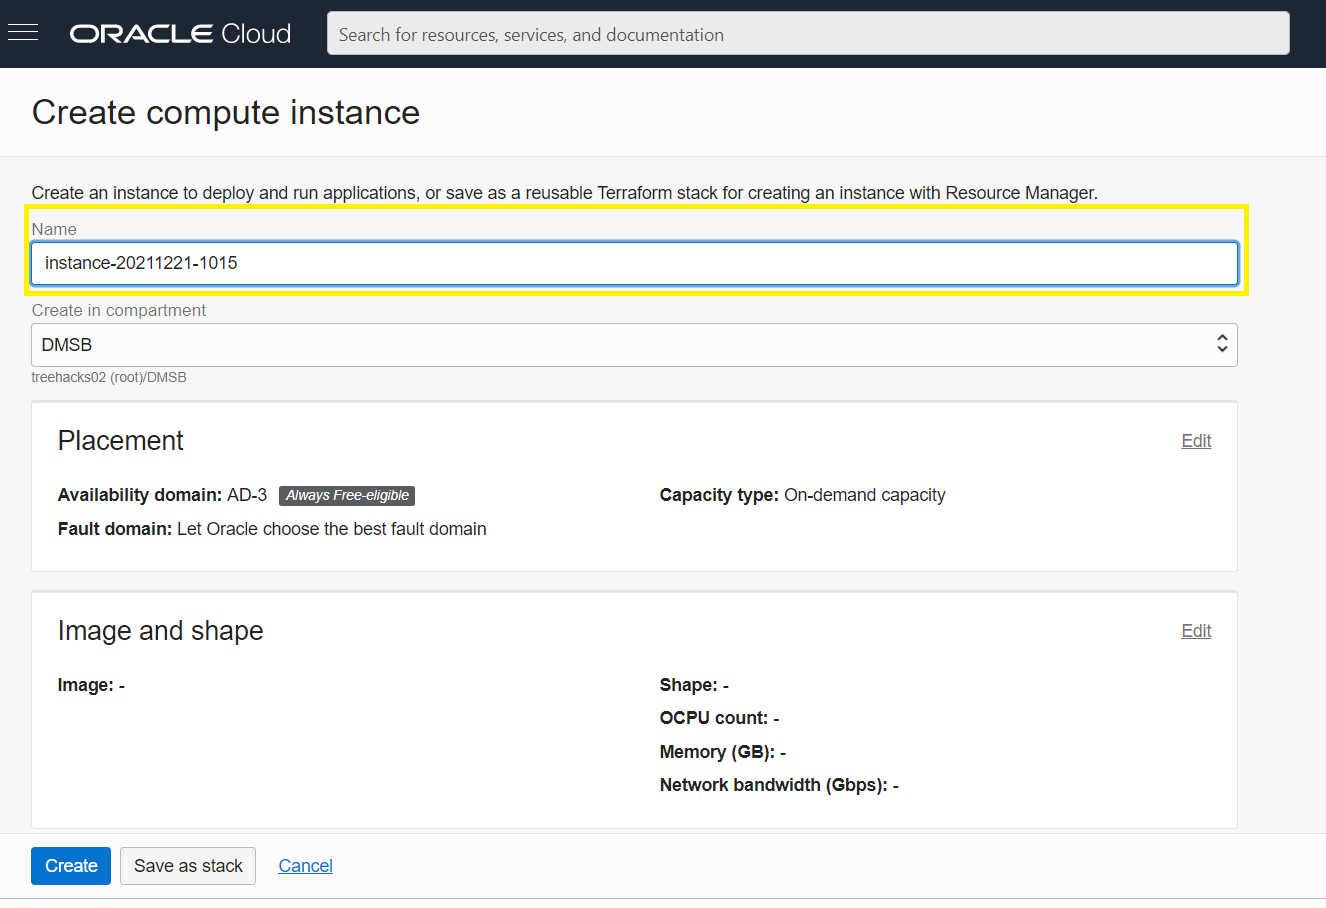 ORACLE Cloud
Search for resources, services, and documentation
Create compute instance
Create an instance to deploy and run applications, or save as a reusable Terraform stack for creating an instance with Resource Manager.
Name
instance-20211221-1015
Create in compartment
DMSB
treehacks02 (root)/DMSB
Placement
Edit
Availability domain: AD-3 Always Free-eligible
Capacity type: On-demand capacity
Fault domain: Let Oracle choose the best fault domain
Image and shape
Edit
Image: -
Shape: -
OCPU count: -
Memory (GB): -
Network bandwidth (Gbps): -
Create
Save as stack
Cancel